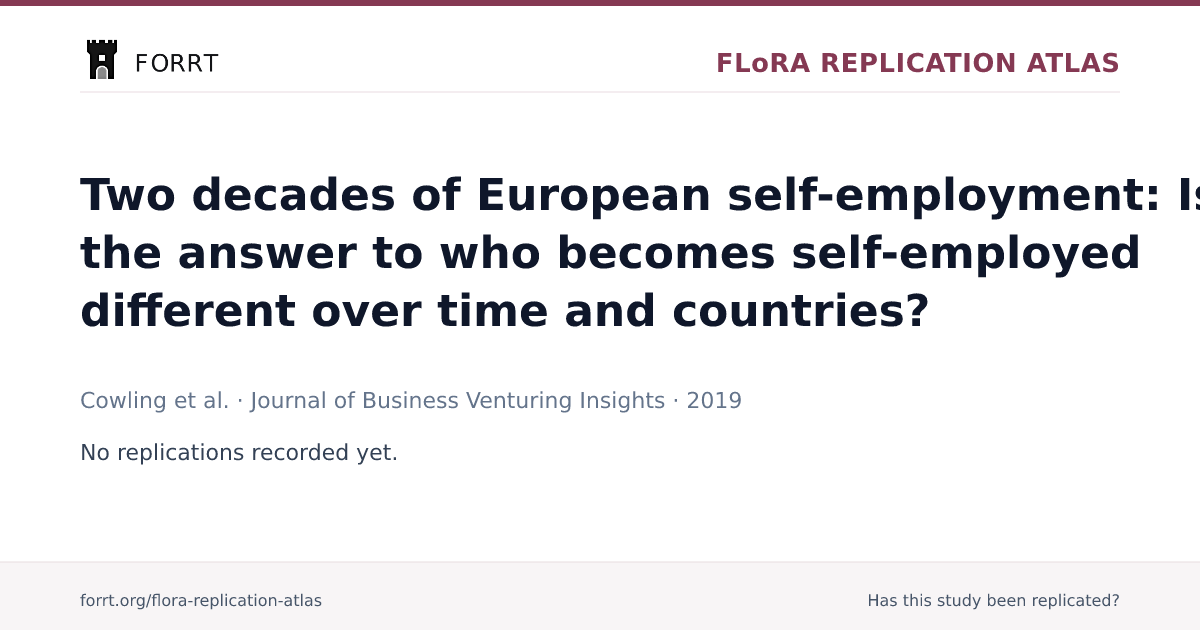 FORRT
FLoRA REPLICATION ATLAS
Two decades of European self-employment: Is
the answer to who becomes self-employed
different over time and countries?
Cowling et al. · Journal of Business Venturing Insights · 2019
No replications recorded yet.
forrt.org/flora-replication-atlas
Has this study been replicated?